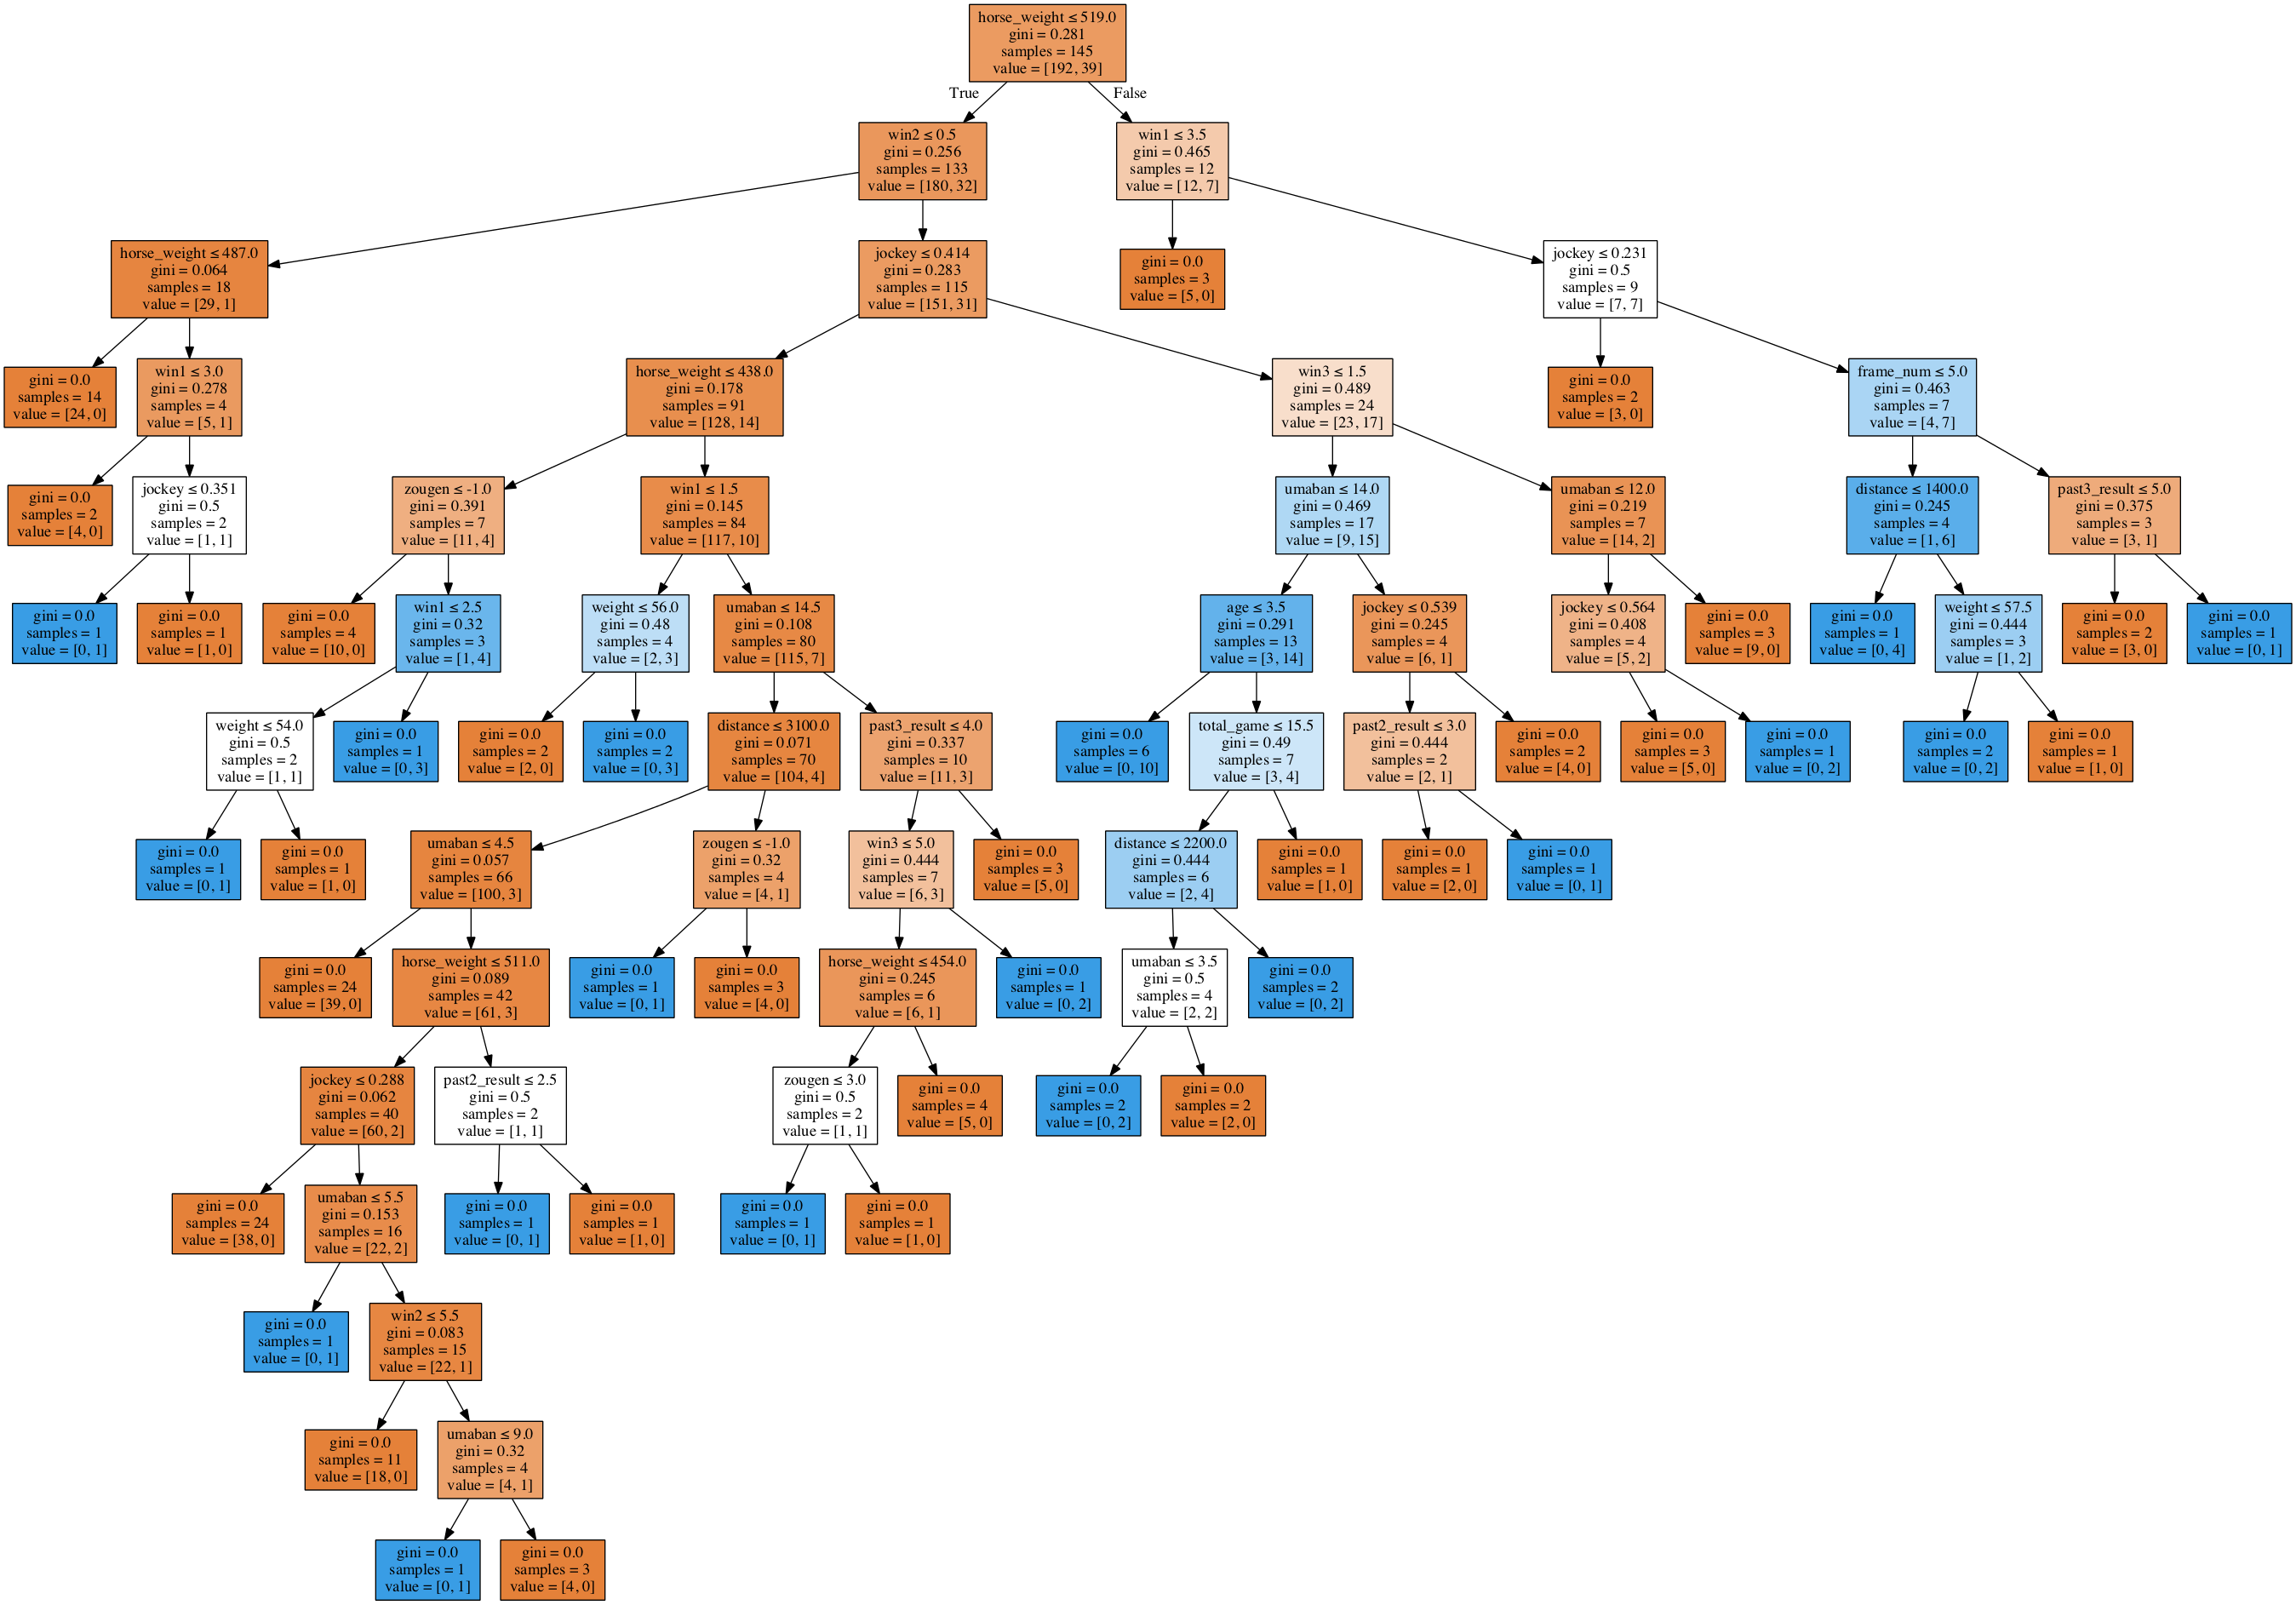 horse_weight ≤ 519.0
gini = 0.281
samples = 145
value = [192, 39]
True
False
win2 ≤ 0.5
gini = 0.256
samples = 133
value = [180, 32]
win1 ≤ 3.5
gini = 0.465
samples = 12
value = [12, 7]
horse_weight ≤ 487.0
gini = 0.064
samples = 18
value = [29, 1]
jockey ≤ 0.414
gini = 0.283
samples = 115
value = [151, 31]
gini = 0.0
samples = 3
value = [5, 0]
jockey ≤ 0.231
gini = 0.5
samples = 9
value = [7, 7]
gini = 0.0
samples = 14
value = [24, 0]
win1 ≤ 3.0
gini = 0.278
samples = 4
value = [5, 1]
horse_weight ≤ 438.0
gini = 0.178
samples = 91
value = [128, 14]
win3 ≤ 1.5
gini = 0.489
samples = 24
value = [23, 17]
gini = 0.0
samples = 2
value = [3, 0]
frame_num ≤ 5.0
gini = 0.463
samples = 7
value = [4, 7]
gini = 0.0
samples = 2
value = [4, 0]
jockey ≤ 0.351
gini = 0.5
samples = 2
value = [1, 1]
zougen ≤ -1.0
gini = 0.391
samples = 7
value = [11, 4]
win1 ≤ 1.5
gini = 0.145
samples = 84
value = [117, 10]
umaban ≤ 14.0
gini = 0.469
samples = 17
value = [9, 15]
umaban ≤ 12.0
gini = 0.219
samples = 7
value = [14, 2]
distance ≤ 1400.0
gini = 0.245
samples = 4
value = [1, 6]
past3_result ≤ 5.0
gini = 0.375
samples = 3
value = [3, 1]
gini = 0.0
samples = 1
value = [0, 1]
gini = 0.0
samples = 1
value = [1, 0]
gini = 0.0
samples = 4
value = [10, 0]
win1 ≤ 2.5
gini = 0.32
samples = 3
value = [1, 4]
weight ≤ 56.0
gini = 0.48
samples = 4
value = [2, 3]
umaban ≤ 14.5
gini = 0.108
samples = 80
value = [115, 7]
age ≤ 3.5
gini = 0.291
samples = 13
value = [3, 14]
jockey ≤ 0.539
gini = 0.245
samples = 4
value = [6, 1]
jockey ≤ 0.564
gini = 0.408
samples = 4
value = [5, 2]
gini = 0.0
samples = 3
value = [9, 0]
gini = 0.0
samples = 1
value = [0, 4]
weight ≤ 57.5
gini = 0.444
samples = 3
value = [1, 2]
gini = 0.0
samples = 2
value = [3, 0]
gini = 0.0
samples = 1
value = [0, 1]
weight ≤ 54.0
gini = 0.5
samples = 2
value = [1, 1]
gini = 0.0
samples = 1
value = [0, 3]
gini = 0.0
samples = 2
value = [2, 0]
gini = 0.0
samples = 2
value = [0, 3]
distance ≤ 3100.0
gini = 0.071
samples = 70
value = [104, 4]
past3_result ≤ 4.0
gini = 0.337
samples = 10
value = [11, 3]
gini = 0.0
samples = 6
value = [0, 10]
total_game ≤ 15.5
gini = 0.49
samples = 7
value = [3, 4]
past2_result ≤ 3.0
gini = 0.444
samples = 2
value = [2, 1]
gini = 0.0
samples = 2
value = [4, 0]
gini = 0.0
samples = 3
value = [5, 0]
gini = 0.0
samples = 1
value = [0, 2]
gini = 0.0
samples = 2
value = [0, 2]
gini = 0.0
samples = 1
value = [1, 0]
gini = 0.0
samples = 1
value = [0, 1]
gini = 0.0
samples = 1
value = [1, 0]
umaban ≤ 4.5
gini = 0.057
samples = 66
value = [100, 3]
zougen ≤ -1.0
gini = 0.32
samples = 4
value = [4, 1]
win3 ≤ 5.0
gini = 0.444
samples = 7
value = [6, 3]
gini = 0.0
samples = 3
value = [5, 0]
distance ≤ 2200.0
gini = 0.444
samples = 6
value = [2, 4]
gini = 0.0
samples = 1
value = [1, 0]
gini = 0.0
samples = 1
value = [2, 0]
gini = 0.0
samples = 1
value = [0, 1]
gini = 0.0
samples = 24
value = [39, 0]
horse_weight ≤ 511.0
gini = 0.089
samples = 42
value = [61, 3]
gini = 0.0
samples = 1
value = [0, 1]
gini = 0.0
samples = 3
value = [4, 0]
horse_weight ≤ 454.0
gini = 0.245
samples = 6
value = [6, 1]
gini = 0.0
samples = 1
value = [0, 2]
umaban ≤ 3.5
gini = 0.5
samples = 4
value = [2, 2]
gini = 0.0
samples = 2
value = [0, 2]
jockey ≤ 0.288
gini = 0.062
samples = 40
value = [60, 2]
past2_result ≤ 2.5
gini = 0.5
samples = 2
value = [1, 1]
zougen ≤ 3.0
gini = 0.5
samples = 2
value = [1, 1]
gini = 0.0
samples = 4
value = [5, 0]
gini = 0.0
samples = 2
value = [0, 2]
gini = 0.0
samples = 2
value = [2, 0]
gini = 0.0
samples = 24
value = [38, 0]
umaban ≤ 5.5
gini = 0.153
samples = 16
value = [22, 2]
gini = 0.0
samples = 1
value = [0, 1]
gini = 0.0
samples = 1
value = [1, 0]
gini = 0.0
samples = 1
value = [0, 1]
gini = 0.0
samples = 1
value = [1, 0]
gini = 0.0
samples = 1
value = [0, 1]
win2 ≤ 5.5
gini = 0.083
samples = 15
value = [22, 1]
gini = 0.0
samples = 11
value = [18, 0]
umaban ≤ 9.0
gini = 0.32
samples = 4
value = [4, 1]
gini = 0.0
samples = 1
value = [0, 1]
gini = 0.0
samples = 3
value = [4, 0]